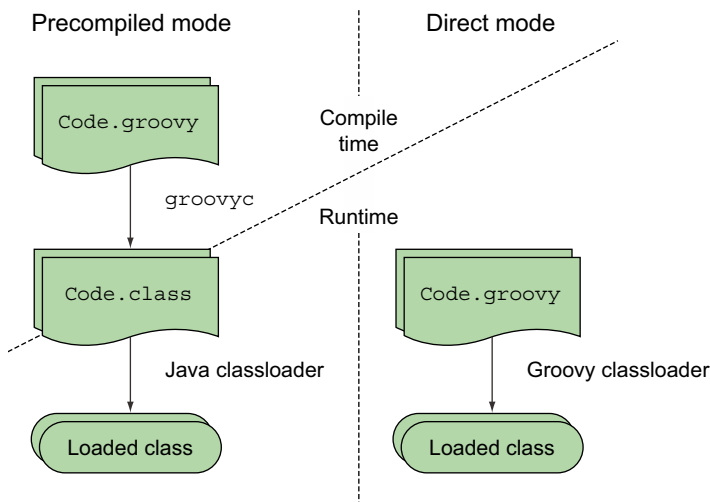 Precompiled mode
Direct mode
Code.groovy
Compile
time
groovyc
Runtime
Code.class
Code.groovy
Java classloader
Groovy classloader
Loaded class
Loaded class